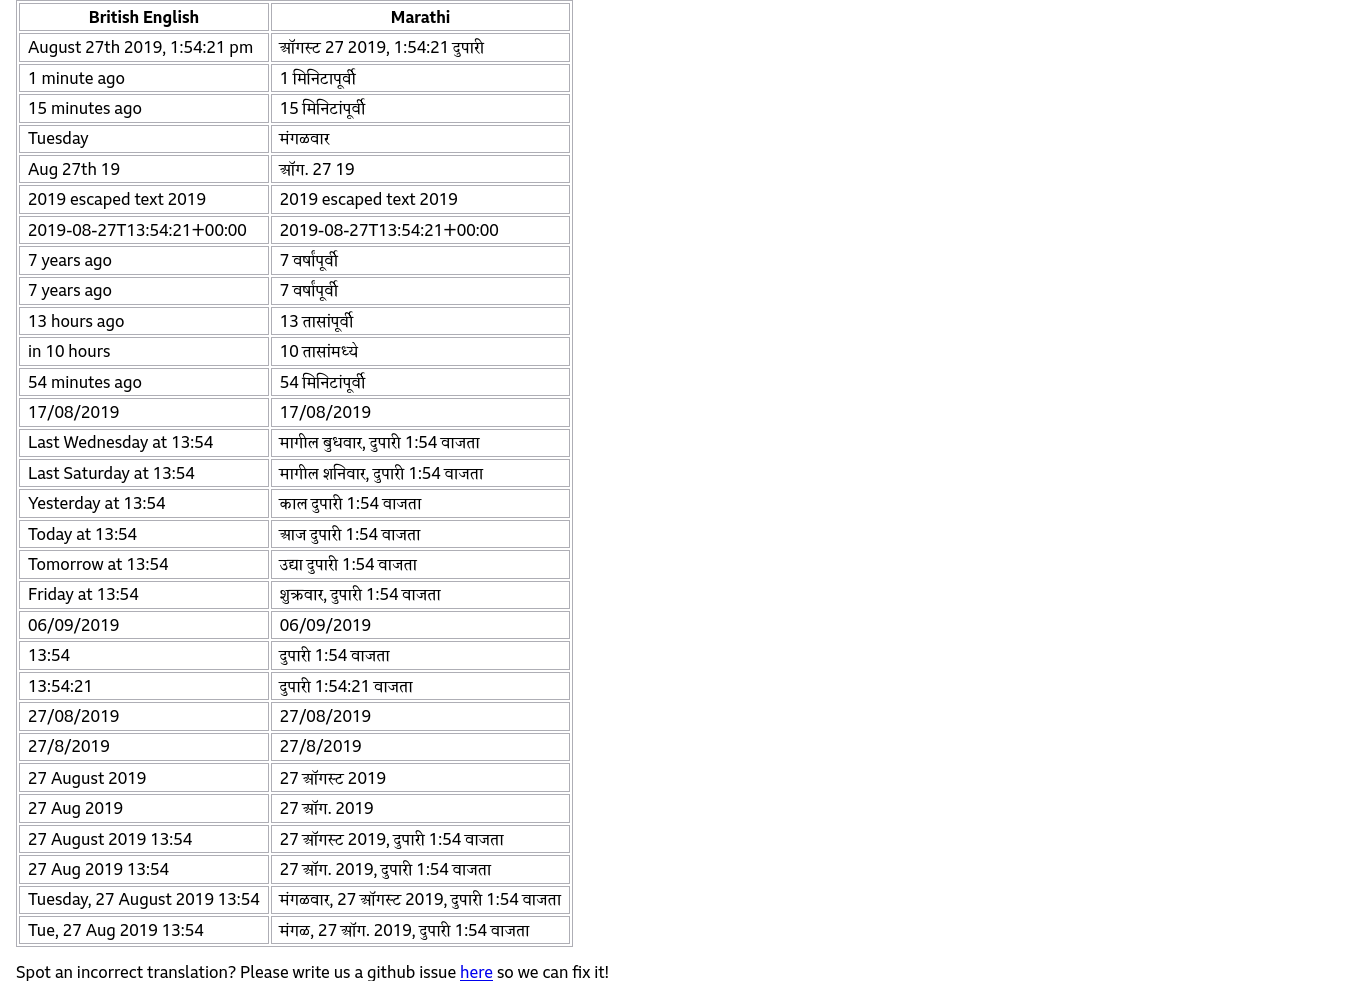 British English Marathi
August 27th 2019, 1:54:21 pm ऑगस्ट 27 2019, 1:54:21 दुपारी
1 minute ago 1 मिनिटापूर्वी
15 minutes ago 15 मिनिटांपूर्वी
Tuesday मंगळवार
Aug 27th 19 ऑग. 27 19
2019 escaped text 2019 2019 escaped text 2019
2019-08-27T13:54:21+00:00 2019-08-27T13:54:21+00:00
7 years ago 7 वर्षांपूर्वी
7 years ago 7 वर्षांपूर्वी
13 hours ago 13 तासांपूर्वी
in 10 hours 10 तासांमध्ये
54 minutes ago 54 मिनिटांपूर्वी
17/08/2019 17/08/2019
Last Wednesday at 13:54 मागील बुधवार, दुपारी 1:54 वाजता
Last Saturday at 13:54 मागील शनिवार, दुपारी 1:54 वाजता
Yesterday at 13:54 काल दुपारी 1:54 वाजता
Today at 13:54 आज दुपारी 1:54 वाजता
Tomorrow at 13:54 उद्या दुपारी 1:54 वाजता
Friday at 13:54 शुक्रवार, दुपारी 1:54 वाजता
06/09/2019 06/09/2019
13:54 दुपारी 1:54 वाजता
13:54:21 दुपारी 1:54:21 वाजता
27/08/2019 27/08/2019
27/8/2019 27/8/2019
27 August 2019 27 ऑगस्ट 2019
27 Aug 2019 27 ऑग. 2019
27 August 2019 13:54 27 ऑगस्ट 2019, दुपारी 1:54 वाजता
27 Aug 2019 13:54 27 ऑग. 2019, दुपारी 1:54 वाजता
Tuesday, 27 August 2019 13:54 मंगळवार, 27 ऑगस्ट 2019, दुपारी 1:54 वाजता
Tue, 27 Aug 2019 13:54 मंगळ, 27 ऑग. 2019, दुपारी 1:54 वाजता
Spot an incorrect translation? Please write us a github issue here so we can fix it!